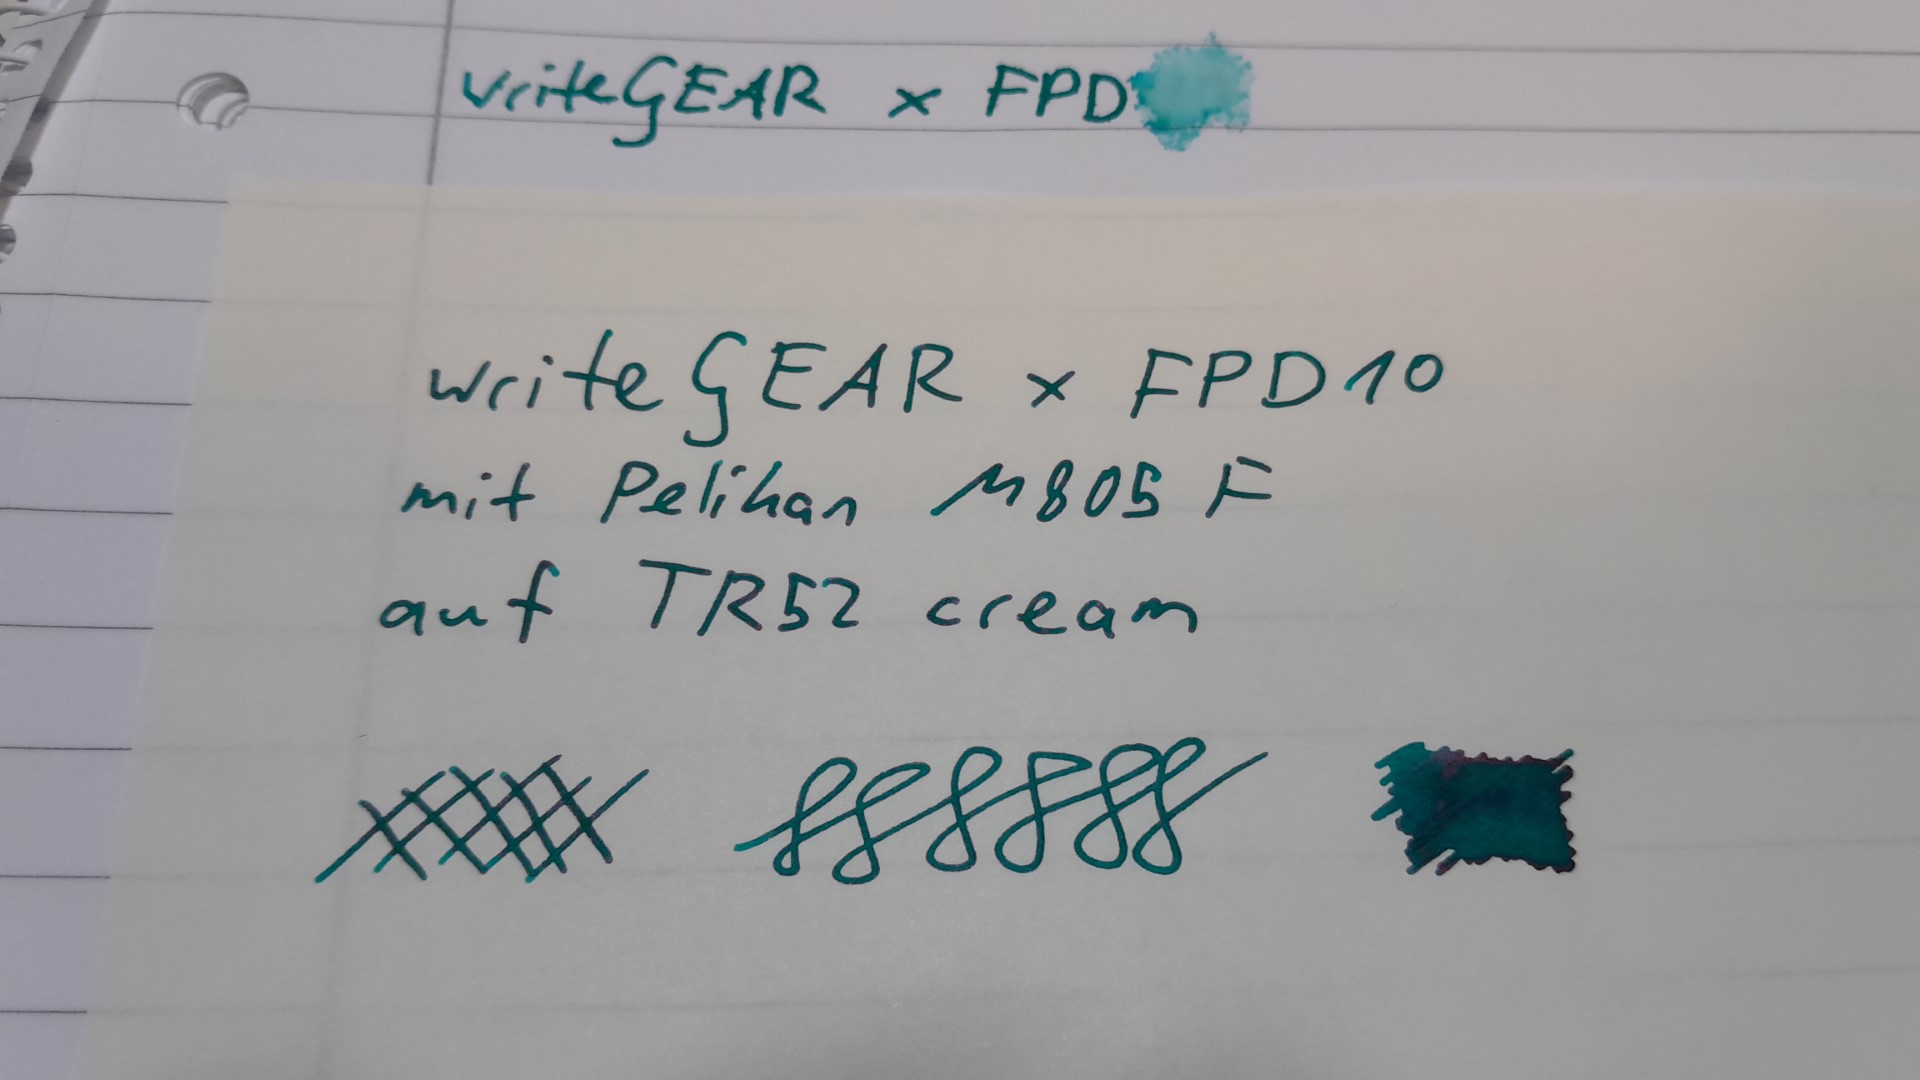 writeGEAR x FPD
writeGEAR x FPD10
mit Pelikan M805 F
auf TR52 cream